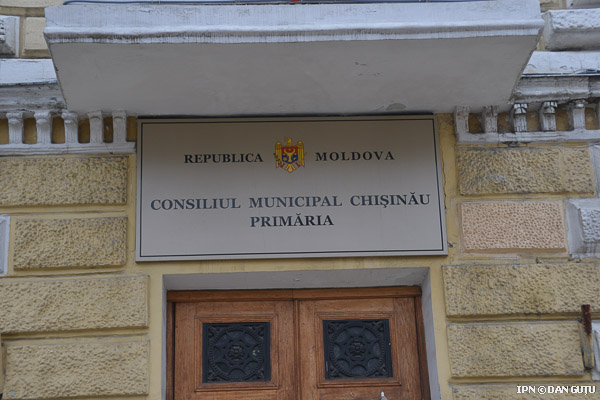 REPUBLICA MOLDOVA
CONSILIUL MUNICIPAL CHIȘINĂU
PRIMĂRIA
IPN © DAN GUȚU